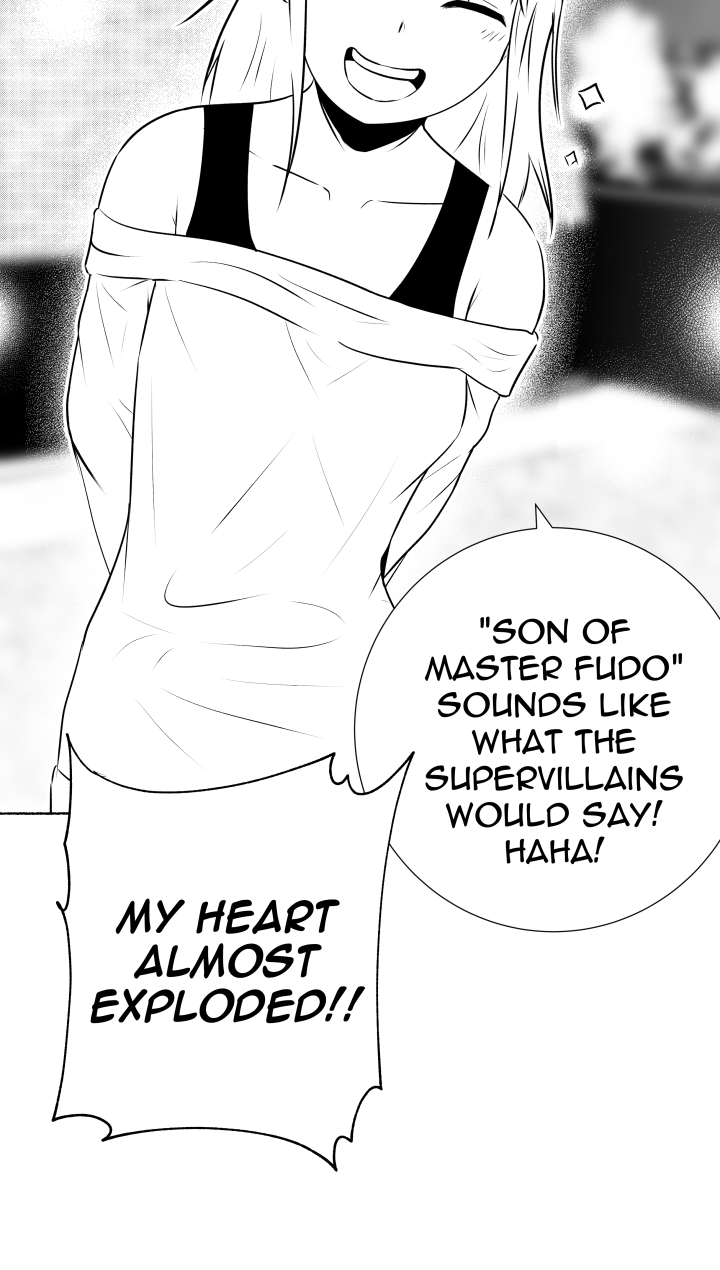 "SON OF
MASTER FUDO"
SOUNDS LIKE
WHAT THE
SUPERVILLAINS
WOULD SAY!
HAHA!
MY HEART
ALMOST
EXPLODED!!